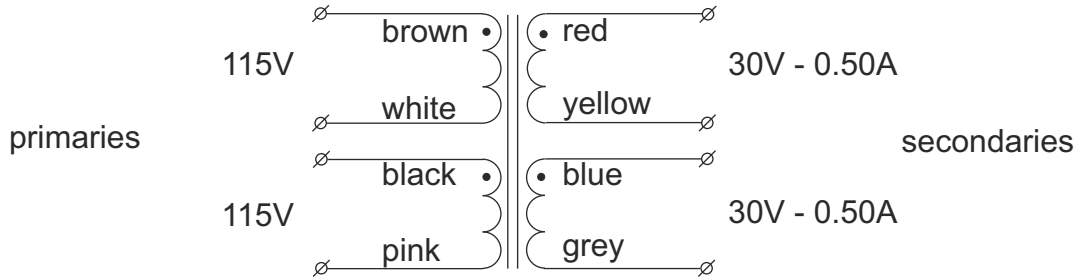 brown
red
115V
30V - 0.50A
white
yellow
primaries
secondaries
black
blue
115V
30V - 0.50A
pink
grey